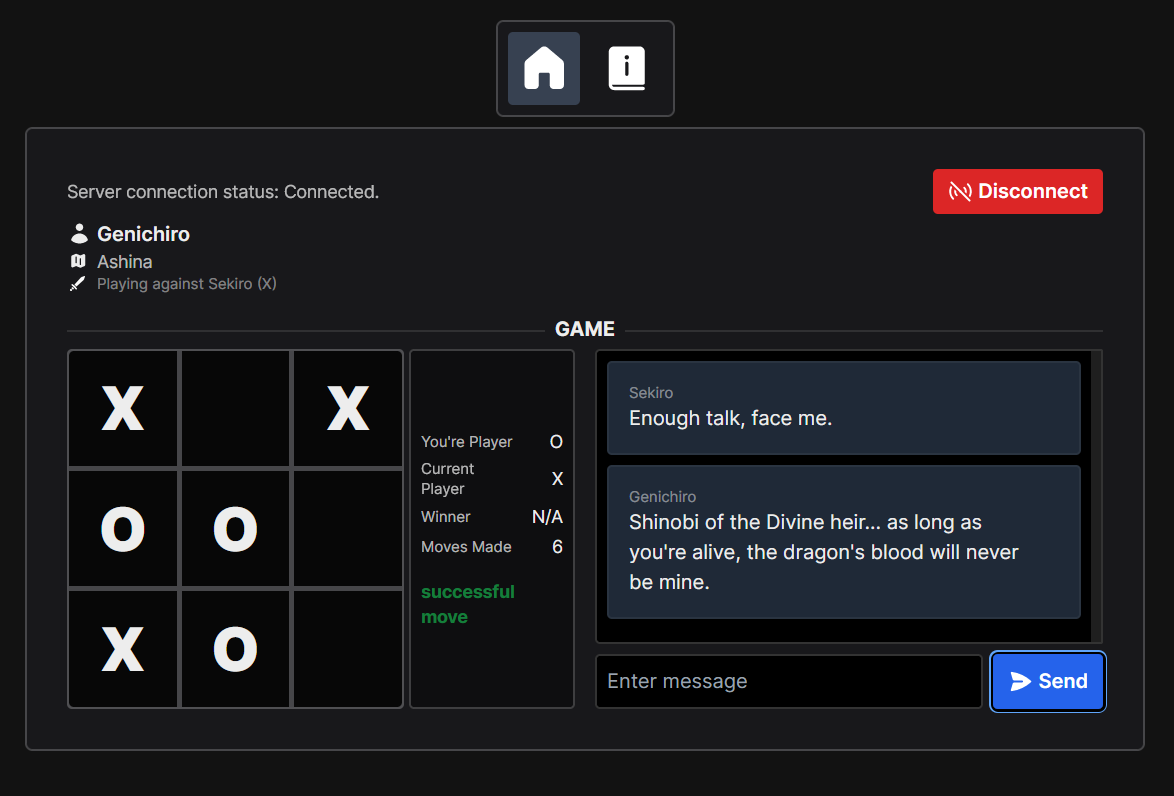 Server connection status: Connected.
Disconnect
Genichiro
Ashina
Playing against Sekiro (X)
GAME
X X
O O
X O
You're Player O
Current
Player X
Winner N/A
Moves Made 6
successful
move
Sekiro
Enough talk, face me.
Genichiro
Shinobi of the Divine heir... as long as
you're alive, the dragon's blood will never
be mine.
Enter message
Send